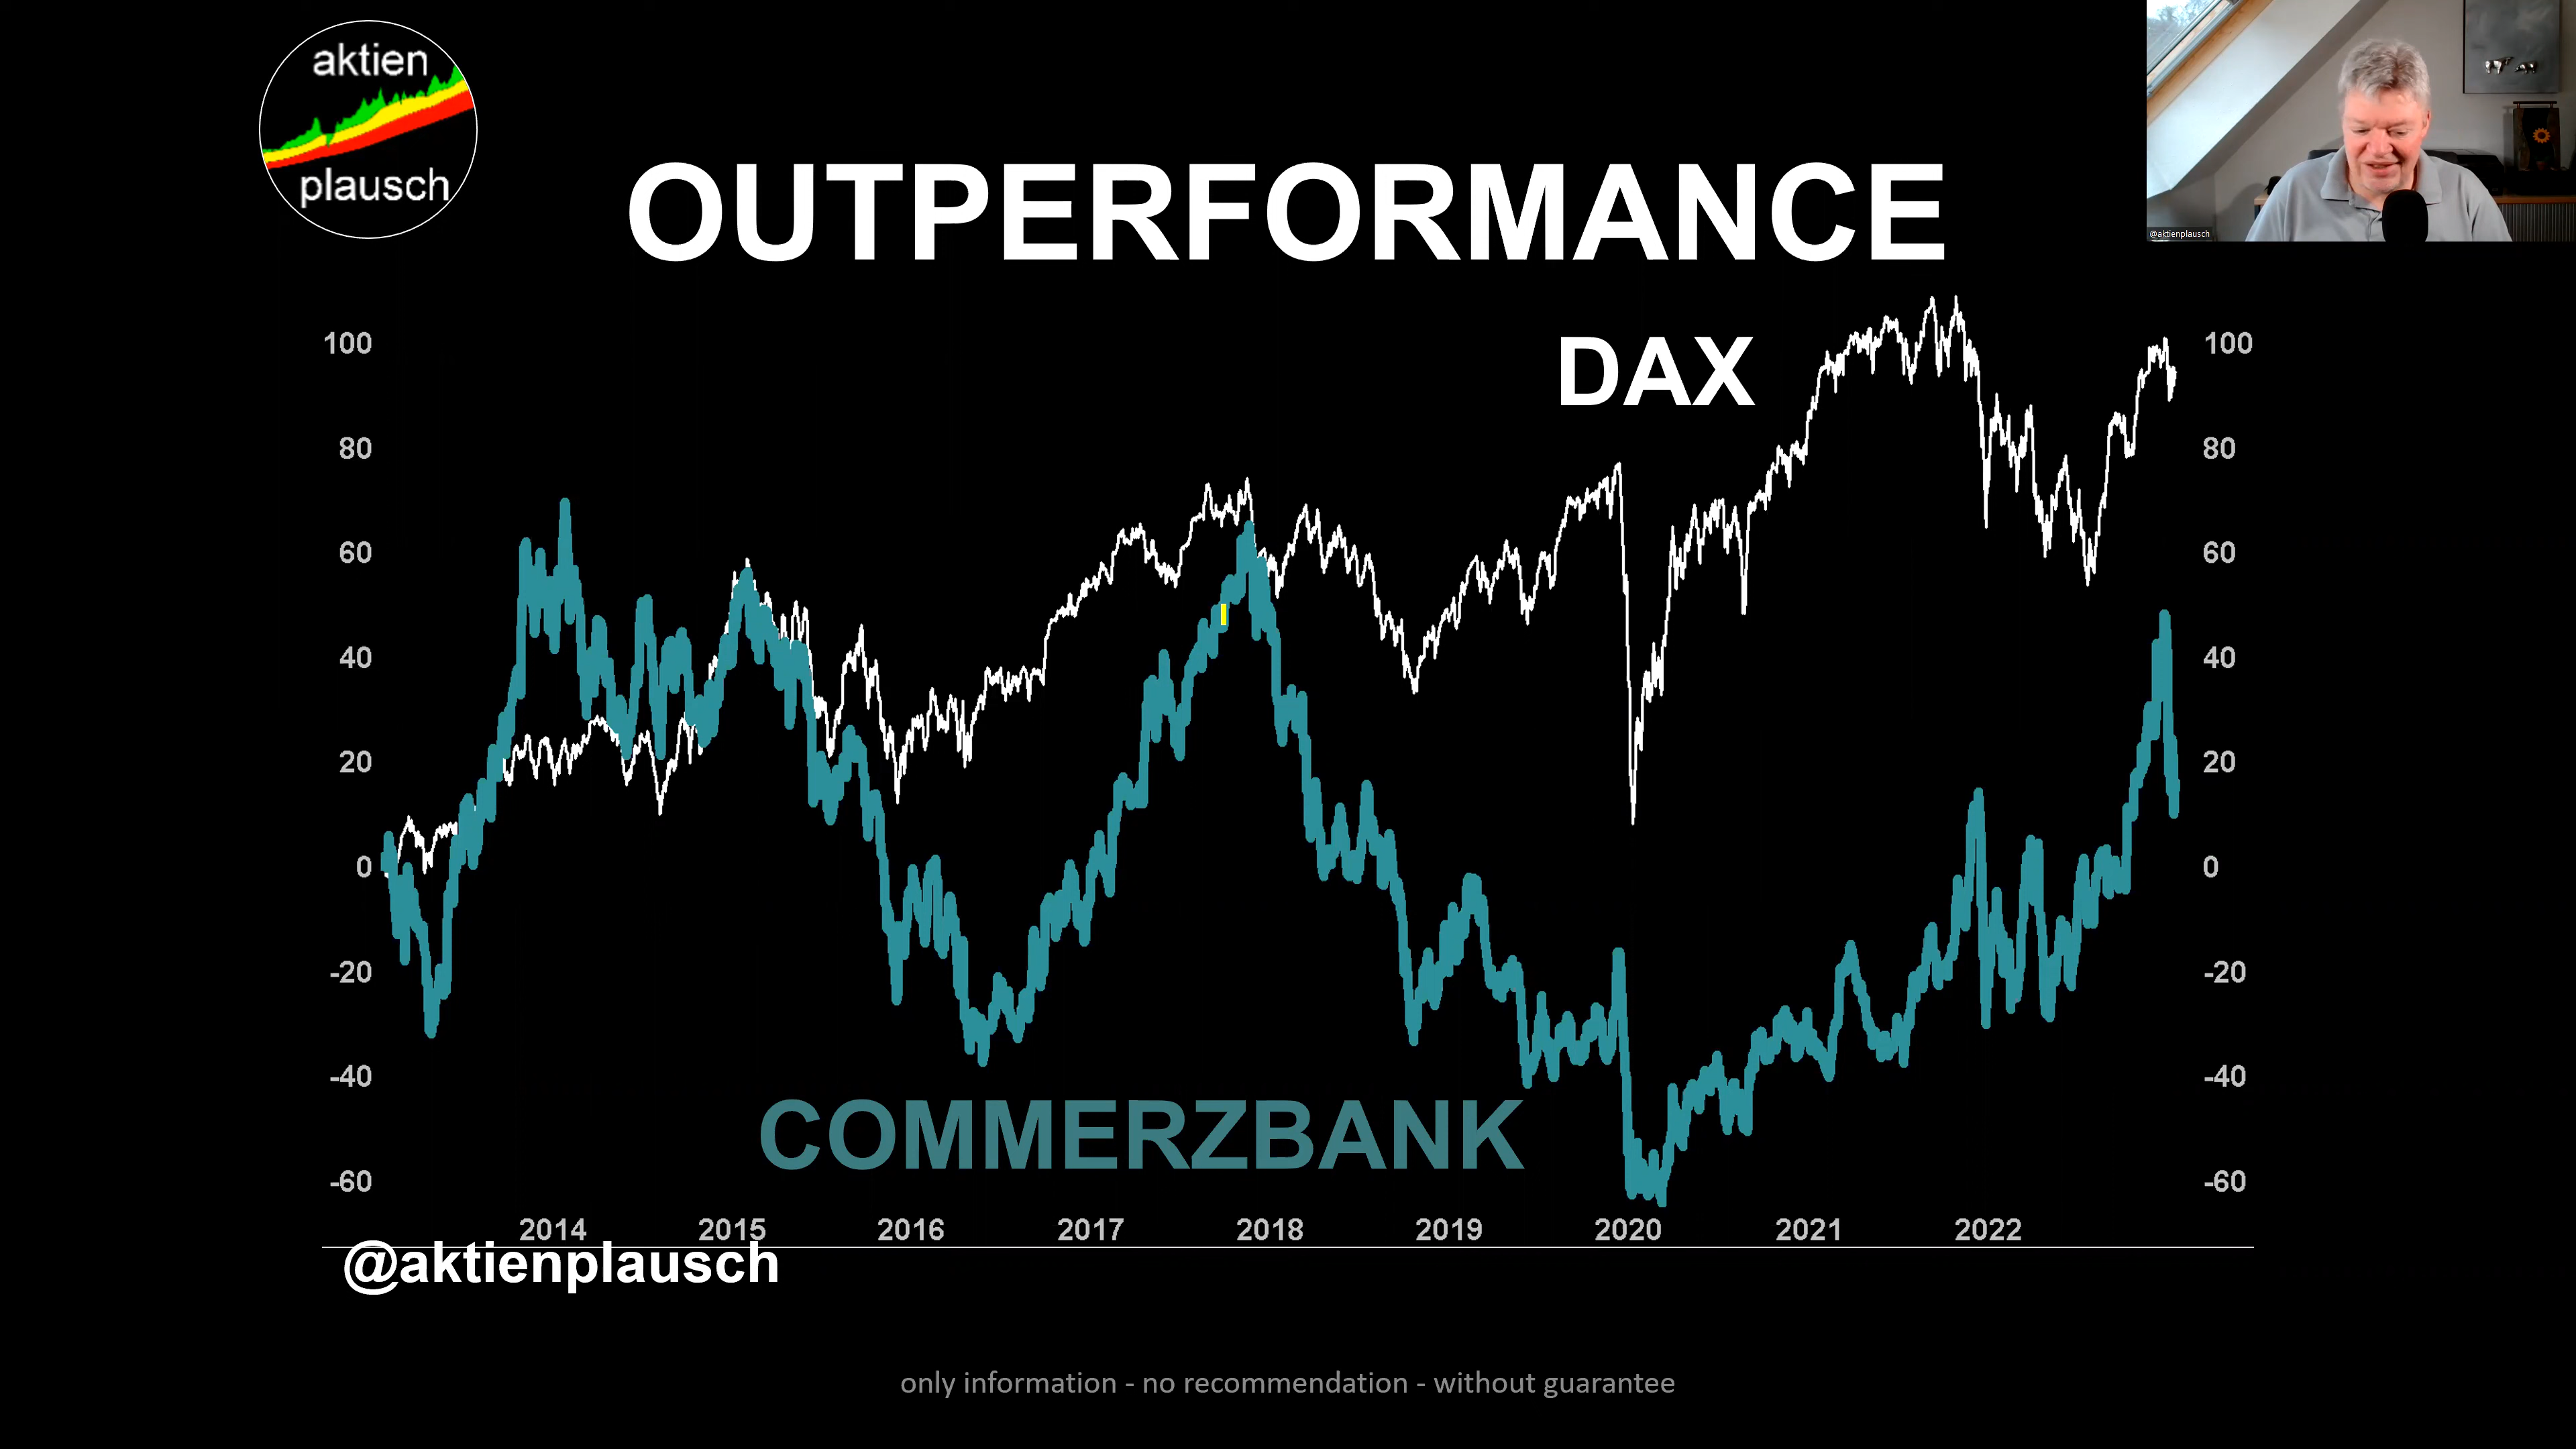 aktien
plausch
@aktienplausch
OUTPERFORMANCE
DAX
100 100
80 80
60 60
40 40
20 20
0 0
-20 -20
-40 -40
COMMERZBANK
-60 -60
2014 2015 2016 2017 2018 2019 2020 2021 2022
@aktienplausch
only information - no recommendation - without guarantee